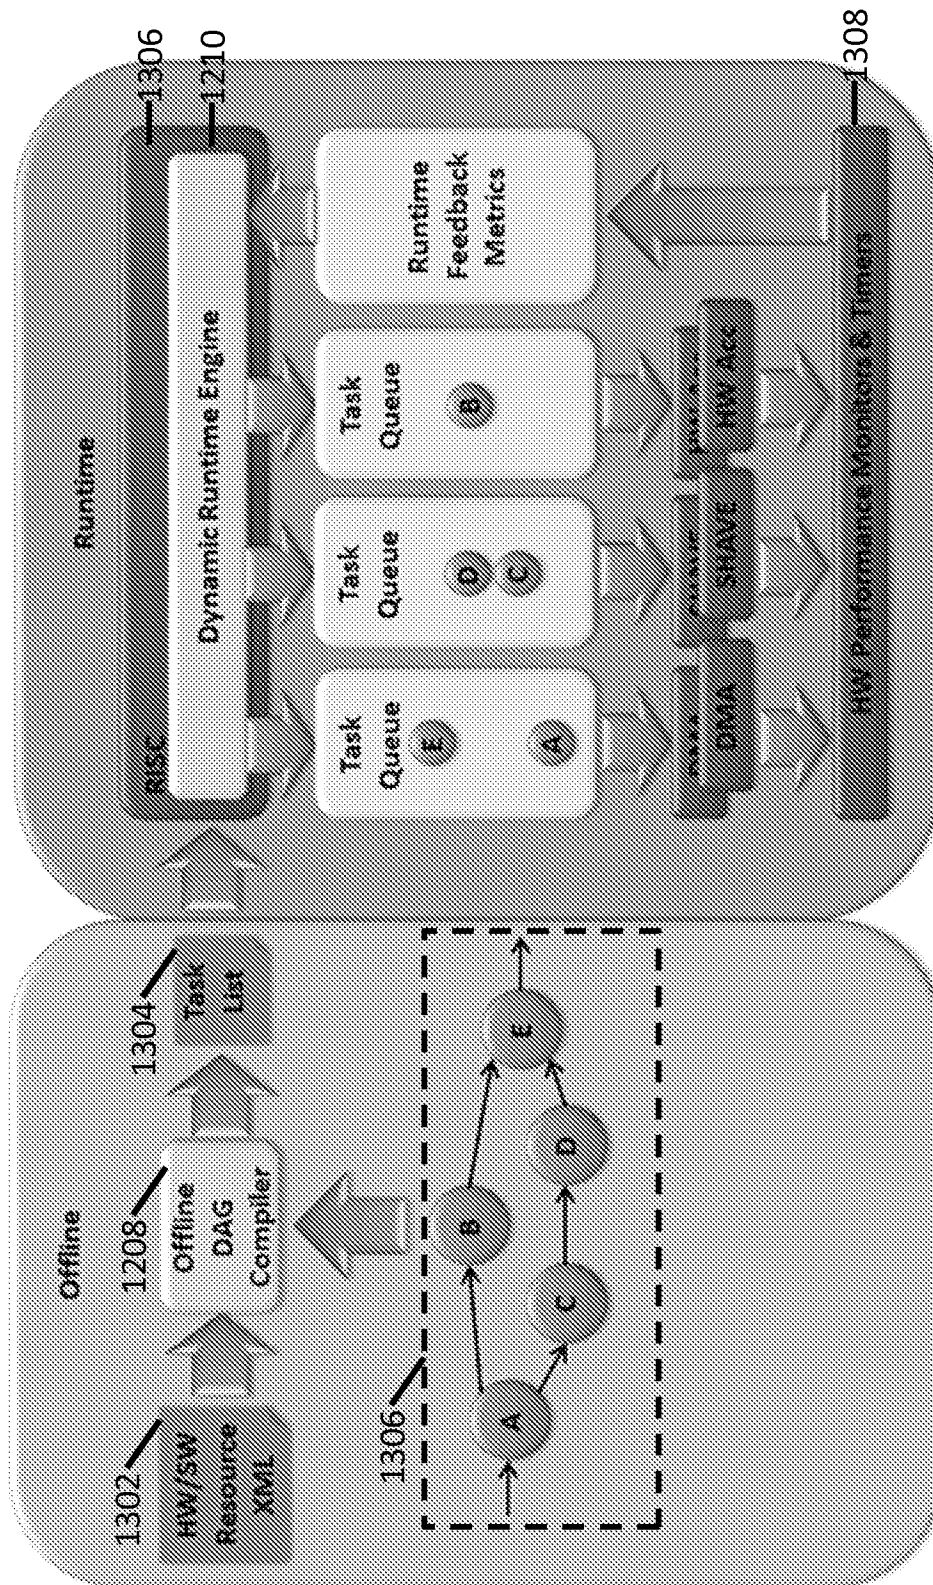 Offline
1302
HW/SW
Resource
XML
1208
Offline
DAG
Compiler
1304
Task
List
1306
A
B
C
D
E
Runtime
1306
1210
RISC
Dynamic Runtime Engine
Task
Queue
E
A
Task
Queue
D
C
Task
Queue
B
Runtime
Feedback
Metrics
DMA
SHAVE
HW Acc
HW Performance Monitors & Timers
1308